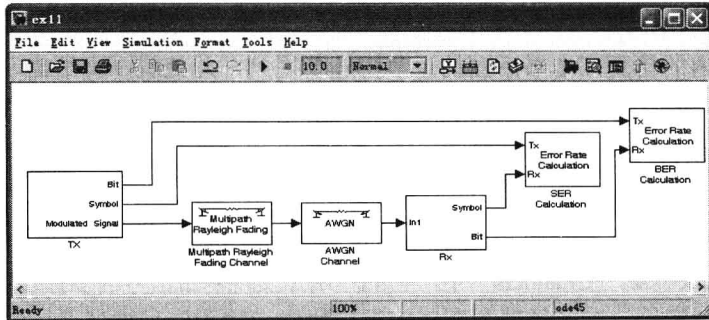 ex11
File Edit View Simulation Format Tools Help
10.0 Normal
Tx
Error Rate
Calculation
Rx
BER
Calculation
Tx
Error Rate
Calculation
Rx
SER
Calculation
Bit
Symbol
Modulated Signal
TX
Multipath
Rayleigh Fading
Multipath Rayleigh
Fading Channel
AWGN
AWGN
Channel
In1
Symbol
Bit
Rx
Ready 100% ode45